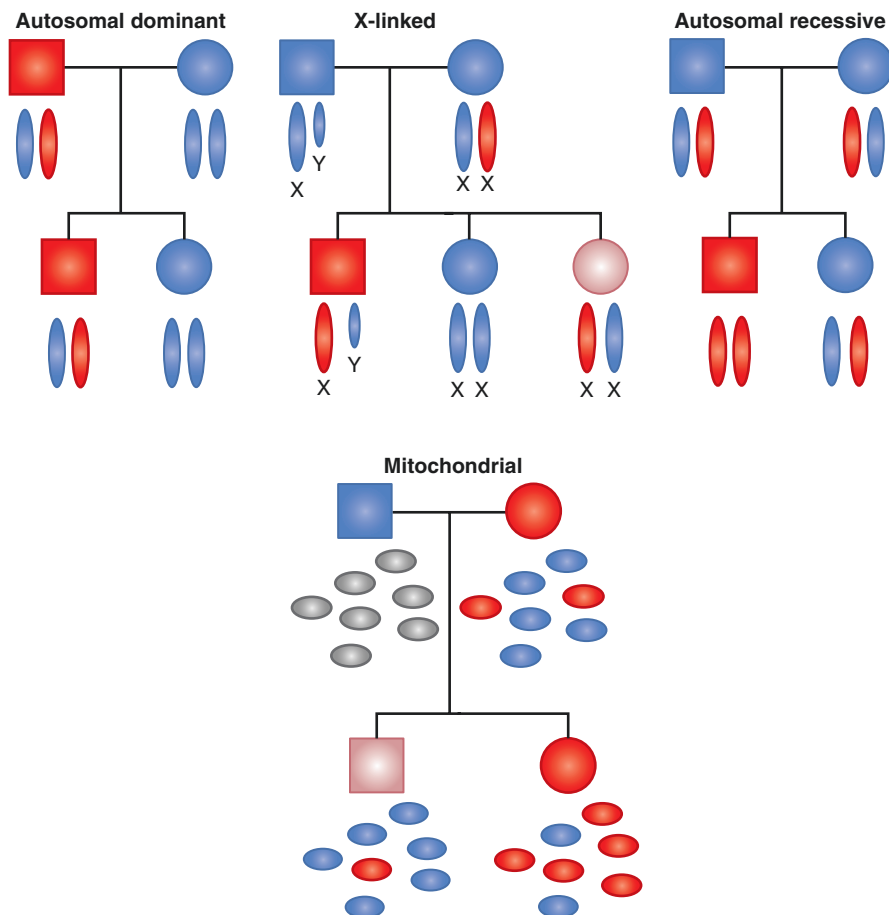 Autosomal dominant
X-linked
Autosomal recessive
Y
X
X X
Y
X
X X
X X
Mitochondrial